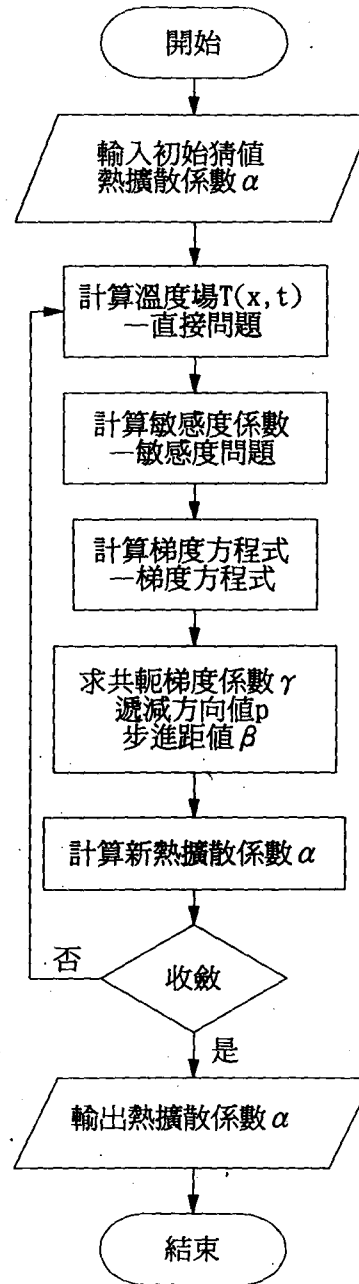 開始
輸入初始猜值
熱擴散係數α
計算溫度場T(x,t)
—直接問題
計算敏感度係數
—敏感度問題
計算梯度方程式
—梯度方程式
求共軛梯度係數γ
遞減方向值p
步進距值β
計算新熱擴散係數α
收斂
否
是
輸出熱擴散係數α
結束